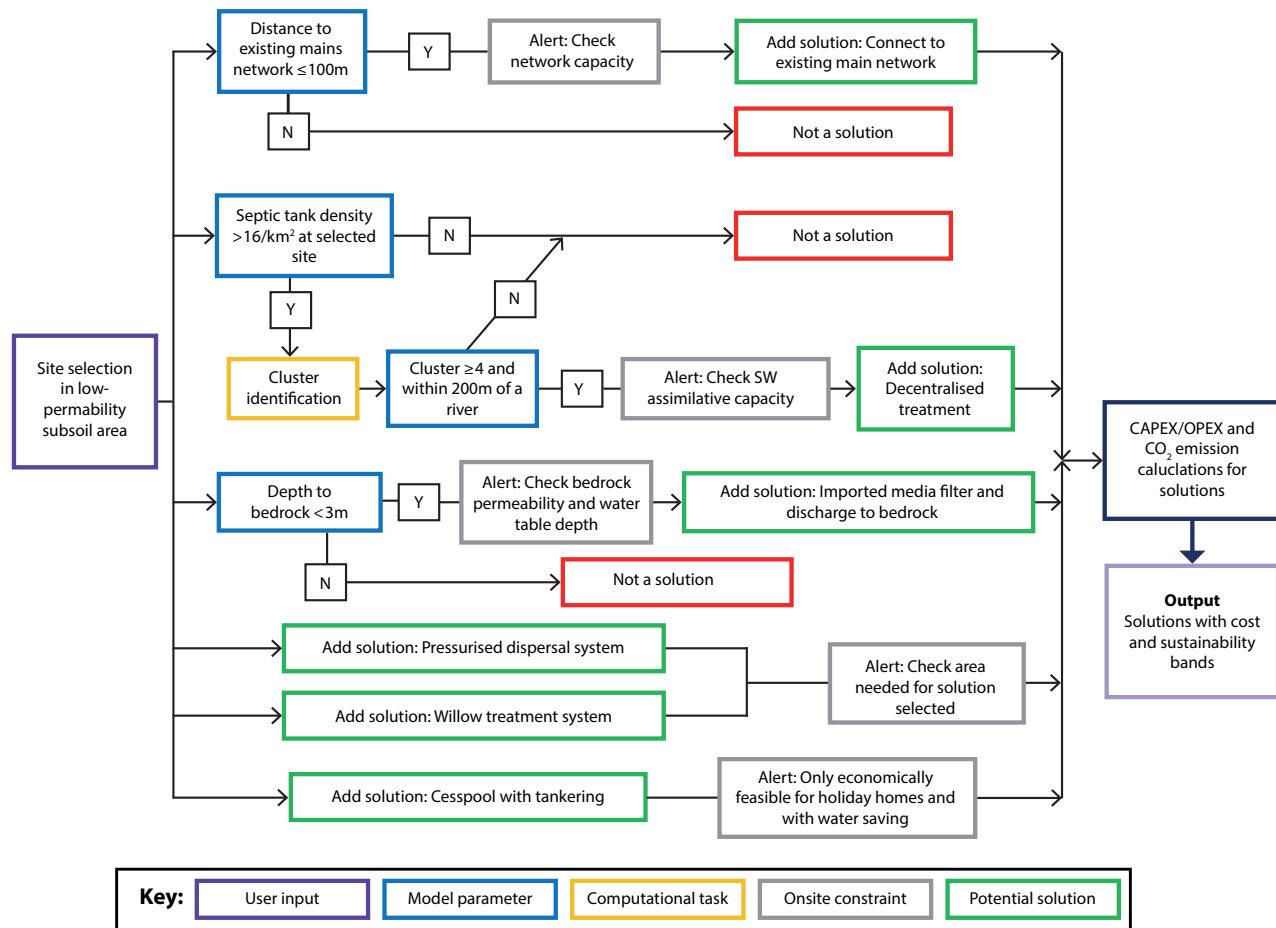 Distance to
existing mains
network ≤100m
Y
Alert: Check
network capacity
Add solution: Connect to
existing main network
N
Not a solution
Septic tank density
>16/km² at selected
site
N
Not a solution
Y
N
Site selection
in low-
permability
subsoil area
Cluster
identification
Cluster ≥4 and
within 200m of a
river
Y
Alert: Check SW
assimilative capacity
Add solution:
Decentralised
treatment
CAPEX/OPEX and
CO₂ emission
caluclations for
solutions
Depth to
bedrock <3m
Y
Alert: Check bedrock
permeability and water
table depth
Add solution: Imported media filter and
discharge to bedrock
N
Not a solution
Output
Solutions with cost
and sustainability
bands
Add solution: Pressurised dispersal system
Add solution: Willow treatment system
Alert: Check area
needed for solution
selected
Add solution: Cesspool with tankering
Alert: Only economically
feasible for holiday homes and
with water saving
Key:
User input
Model parameter
Computational task
Onsite constraint
Potential solution